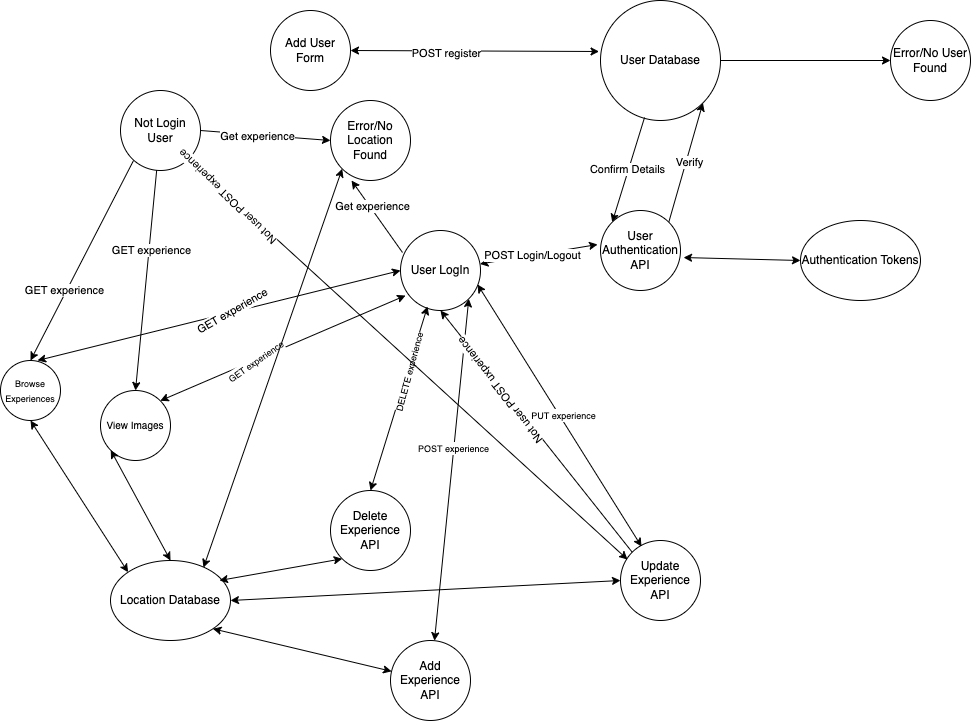 Add User
Form
POST register
User Database
Error/No User
Found
Not Login
User
Get experience
Error/No
Location
Found
Not user POST experience
Confirm Details
Verify
Get experience
GET experience
User LogIn
POST Login/Logout
User
Authentication
API
Authentication Tokens
GET experience
GET experience
GET experience
DELETE experience
Not user POST uxperience
PUT experience
Browse
Experiences
View Images
POST experience
Delete
Experience
API
Location Database
Update
Experience
API
Add
Experience
API